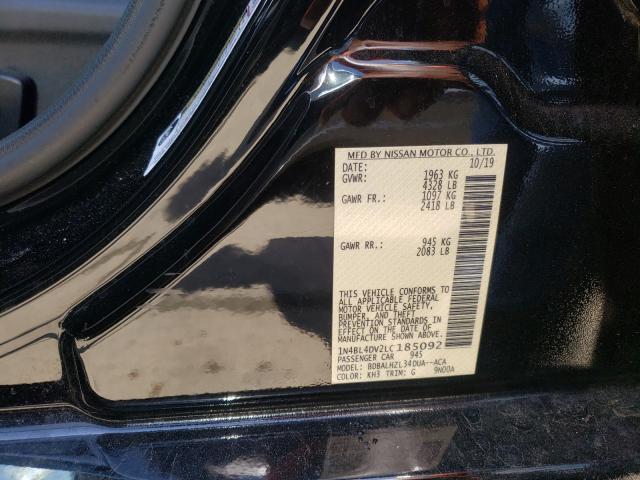 MFD BY NISSAN MOTOR CO., LTD.
DATE: 10/19
GVWR: 1963 KG
4328 LB
GAWR FR.: 1097 KG
2418 LB
GAWR RR.: 945 KG
2083 LB
THIS VEHICLE CONFORMS TO
ALL APPLICABLE FEDERAL
MOTOR VEHICLE SAFETY,
BUMPER, AND THEFT
PREVENTION STANDARDS IN
EFFECT ON THE DATE OF
MANUFACTURE SHOWN ABOVE.
1N4BL4DV2LC185092
PASSENGER CAR 945
MODEL: BDBALHZL34DUA--ACA
COLOR: KH3 TRIM: G 9N00A